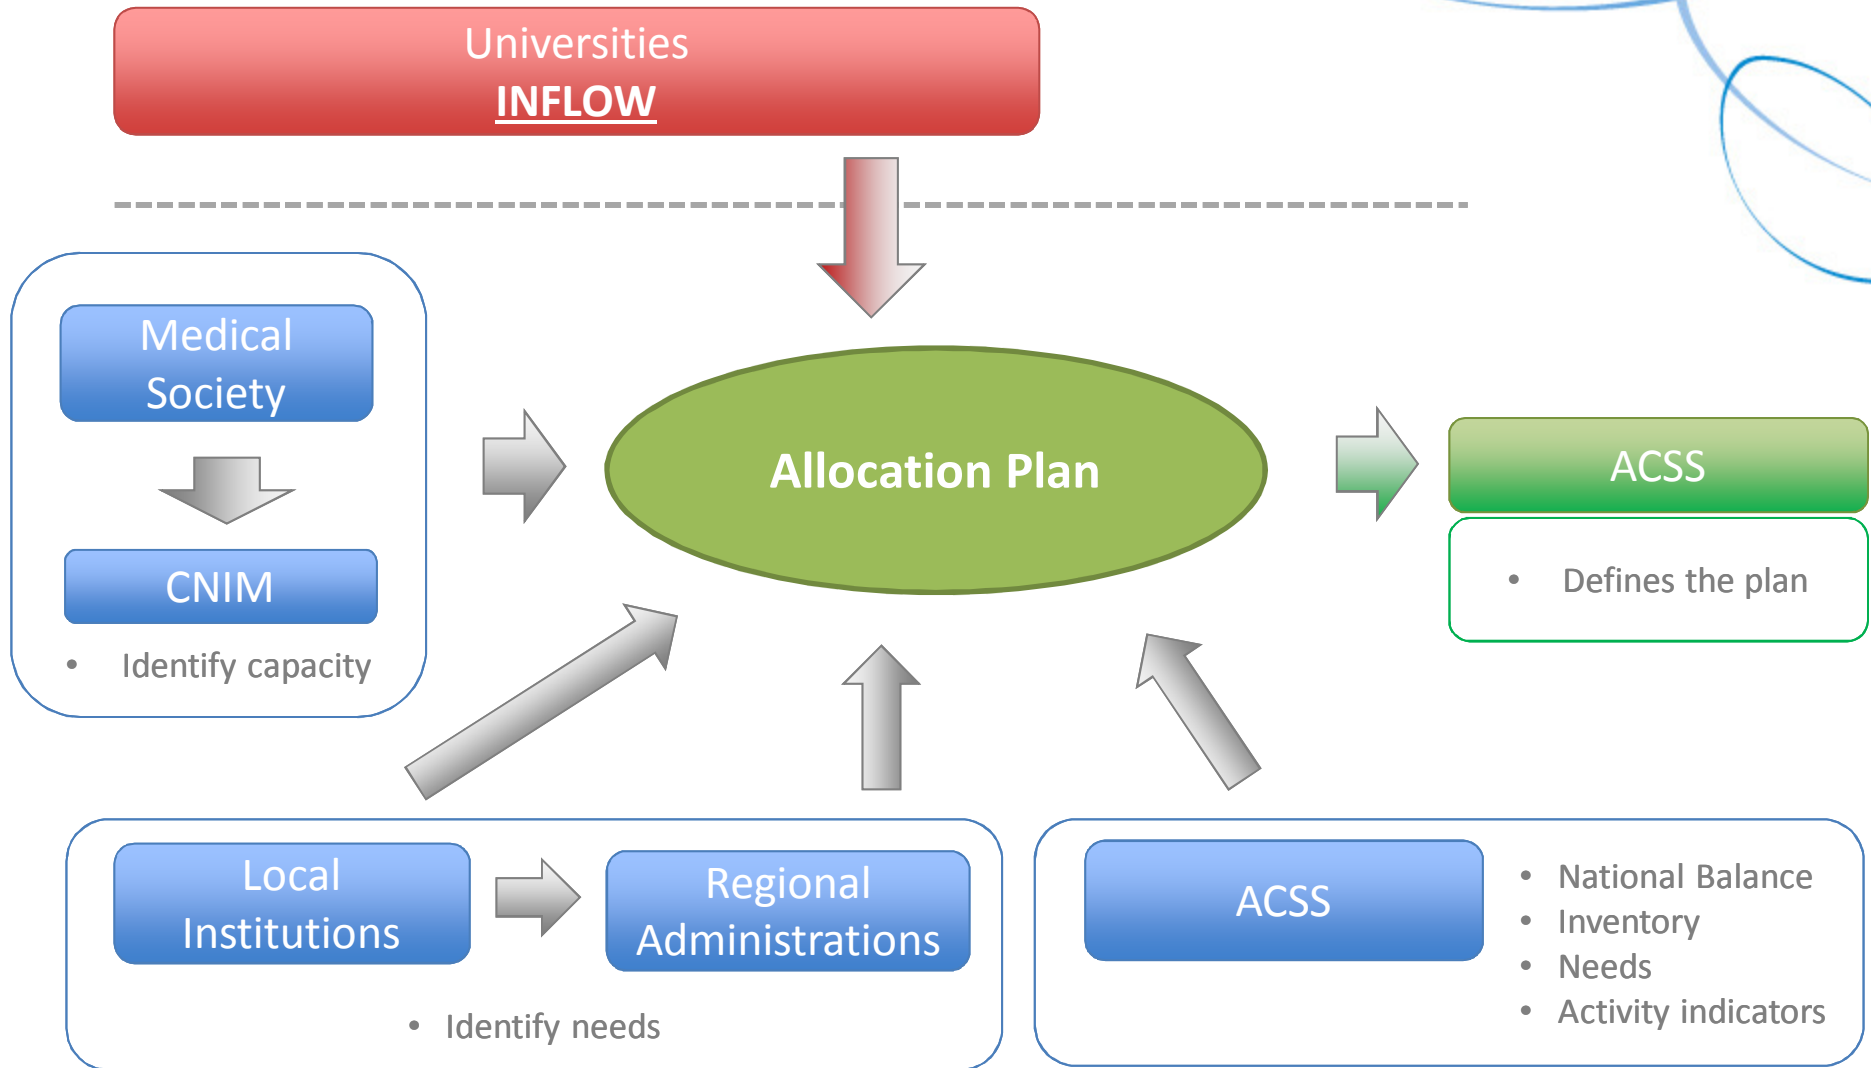 Universities
INFLOW
Medical
Society
CNIM
• Identify capacity
Allocation Plan
ACSS
• Defines the plan
Local
Institutions
Regional
Administrations
• Identify needs
ACSS
• National Balance
• Inventory
• Needs
• Activity indicators